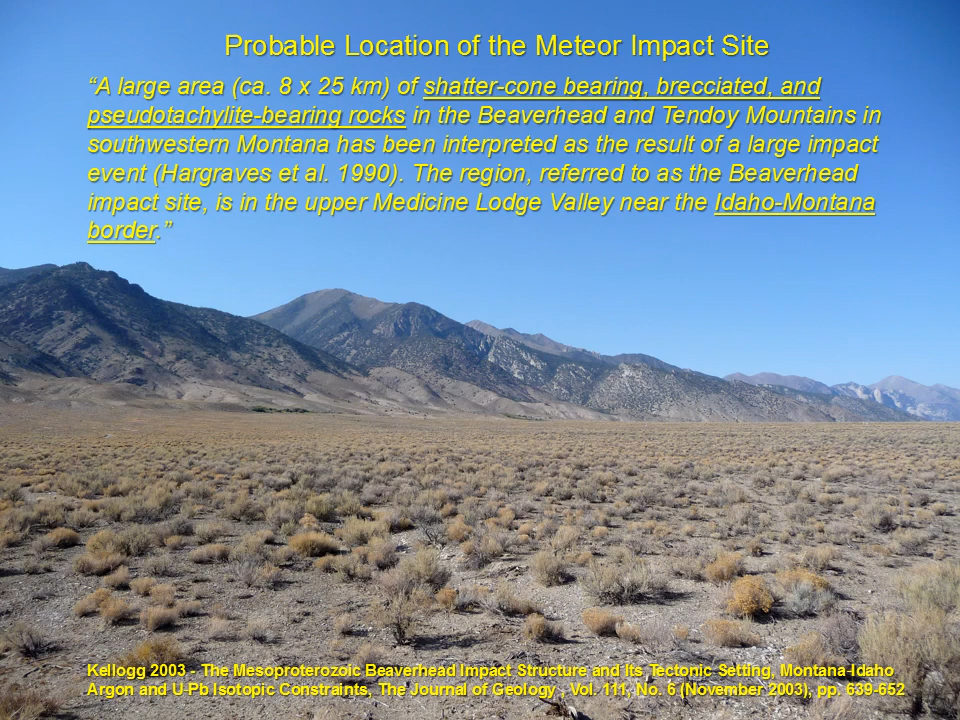 Probable Location of the Meteor Impact Site
“A large area (ca. 8 x 25 km) of shatter-cone bearing, brecciated, and
pseudotachylite-bearing rocks in the Beaverhead and Tendoy Mountains in
southwestern Montana has been interpreted as the result of a large impact
event (Hargraves et al. 1990). The region, referred to as the Beaverhead
impact site, is in the upper Medicine Lodge Valley near the Idaho-Montana
border.”
Kellogg 2003 - The Mesoproterozoic Beaverhead Impact Structure and Its Tectonic Setting, Montana-Idaho
Argon and U-Pb Isotopic Constraints, The Journal of Geology , Vol. 111, No. 6 (November 2003), pp. 639-652